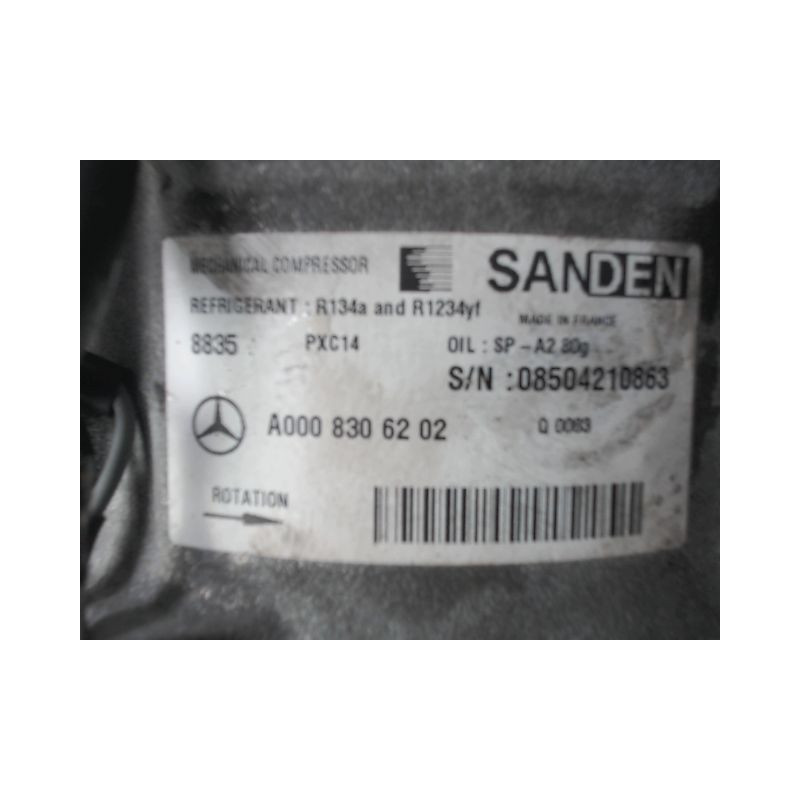 MECHANICAL COMPRESSOR SANDEN
REFRIGERANT : R134a and R1234yf MADE IN FRANCE
8835 PXC14 OIL : SP-A2 80g
S/N : 08504210863
A000 830 62 02 Q 0083
ROTATION